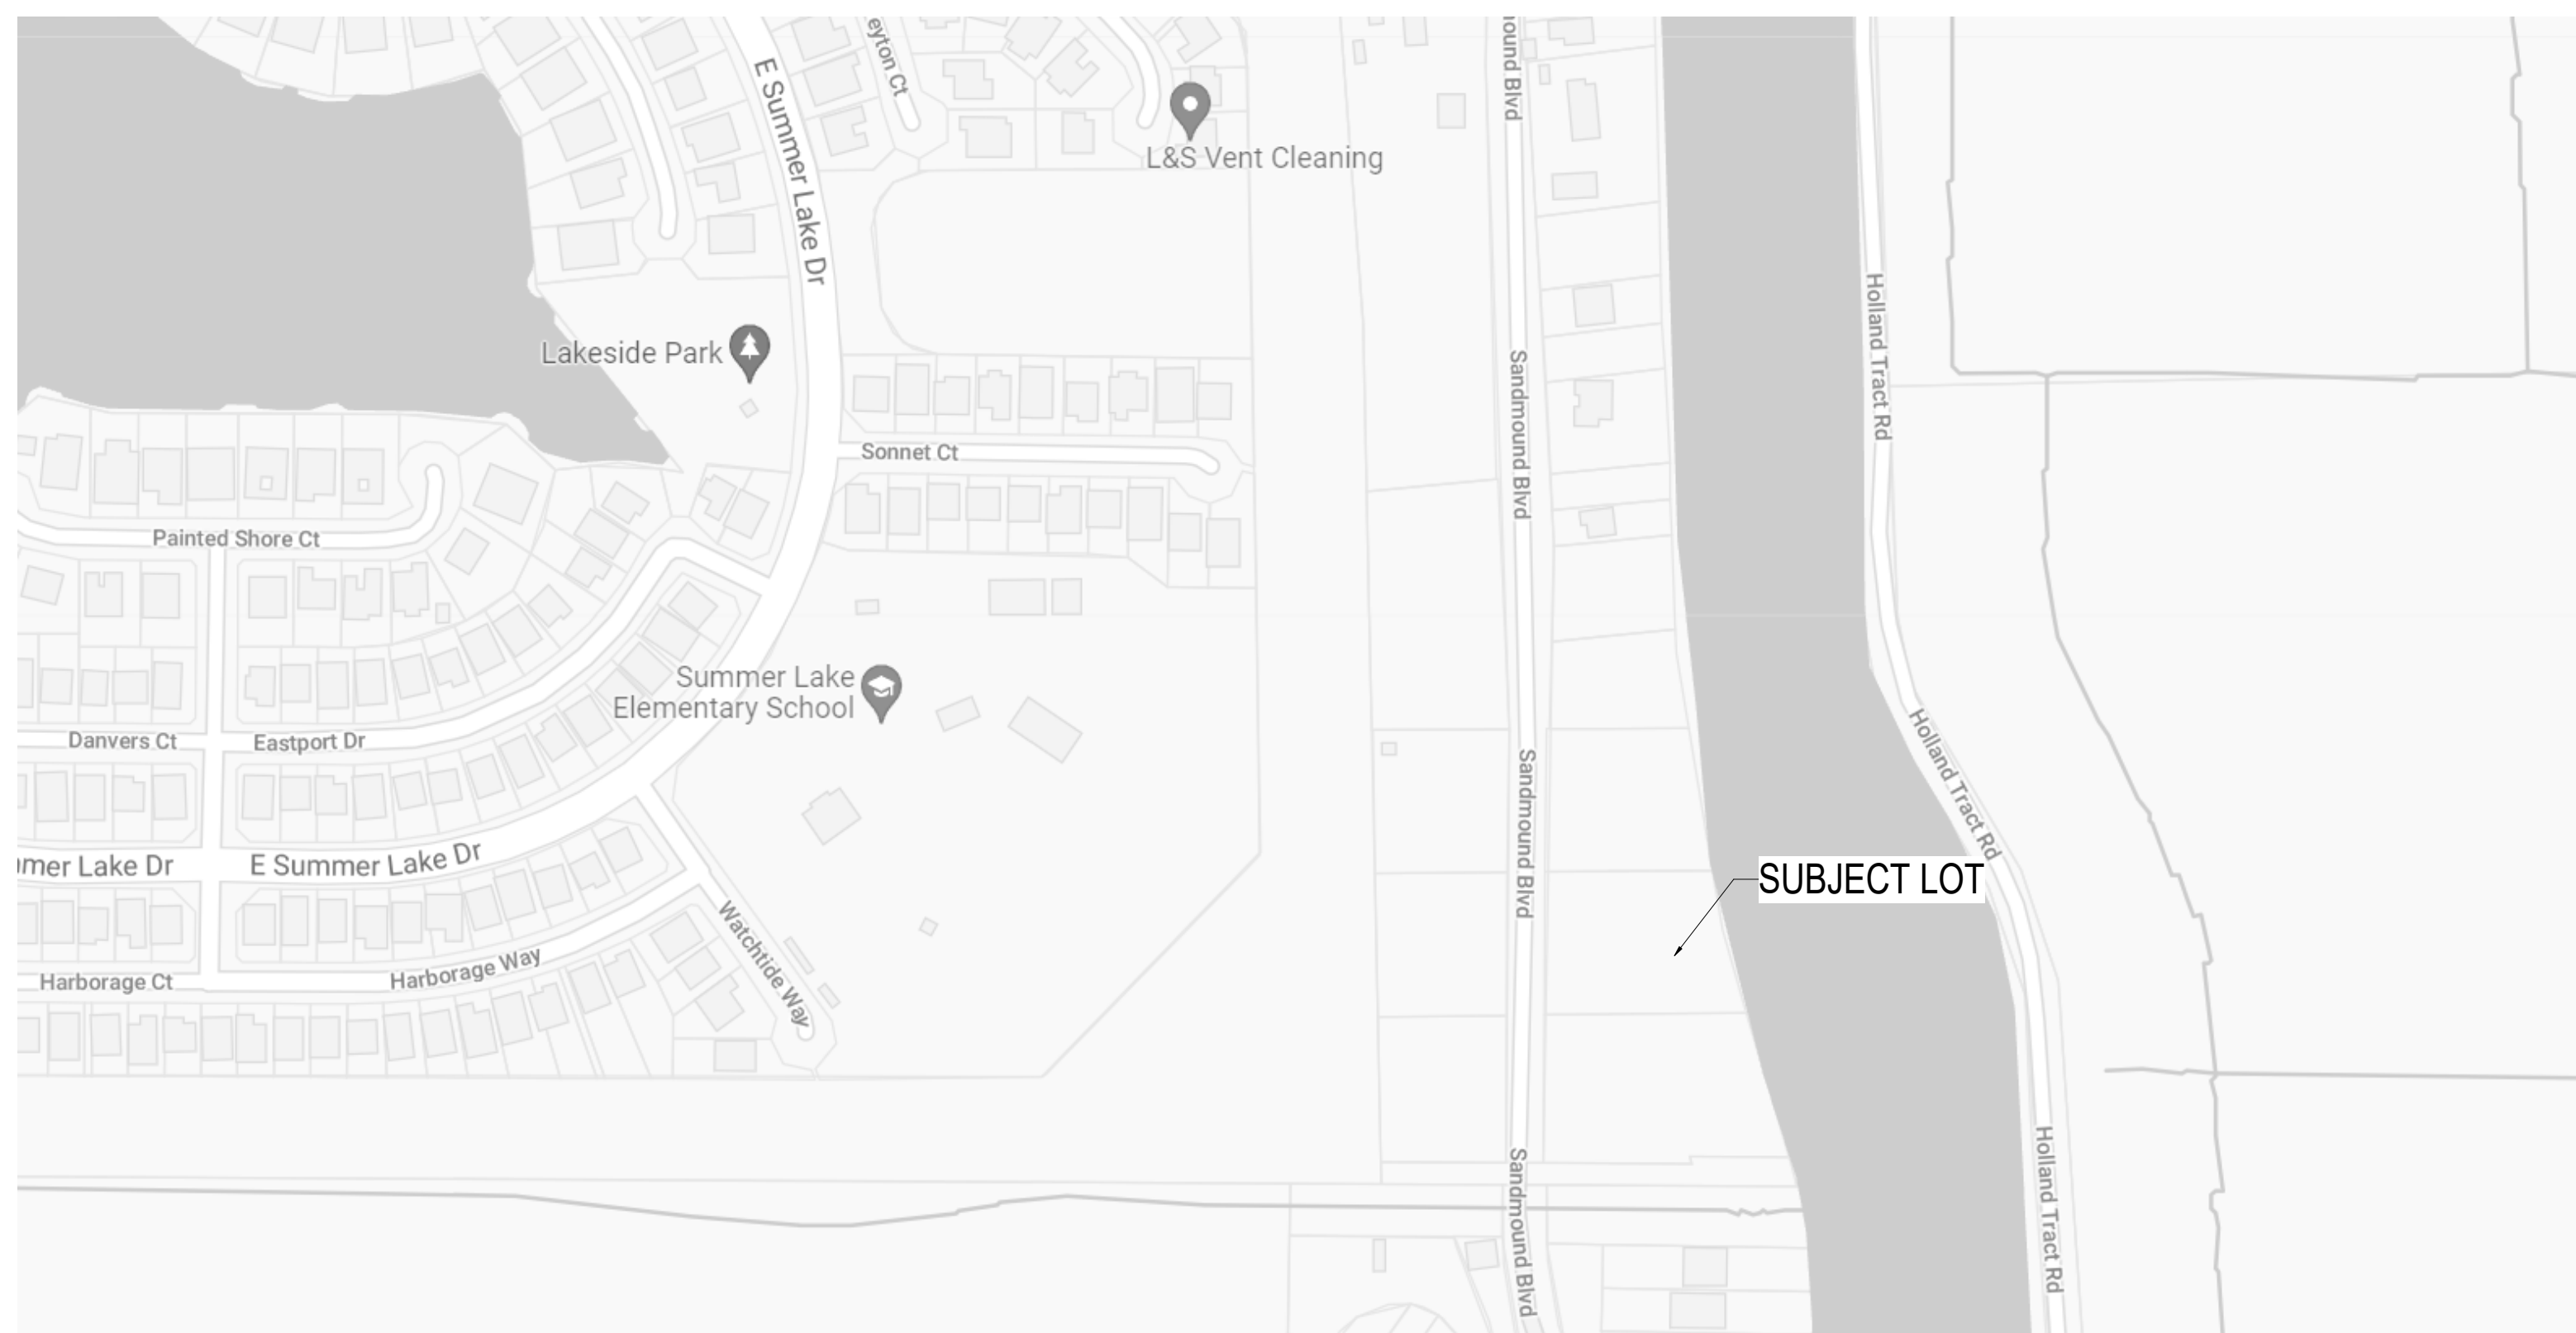 eyton Ct
E Summer Lake Dr
L&S Vent Cleaning
ound Blvd
Lakeside Park
Holland Tract Rd
Sonnet Ct
Sandmound Blvd
Painted Shore Ct
Summer Lake
Elementary School
Danvers Ct
Eastport Dr
Holland Tract Rd
Sandmound Blvd
mer Lake Dr
E Summer Lake Dr
SUBJECT LOT
Watchtide Way
Harborage Ct
Harborage Way
Sandmound Blvd
Holland Tract Rd